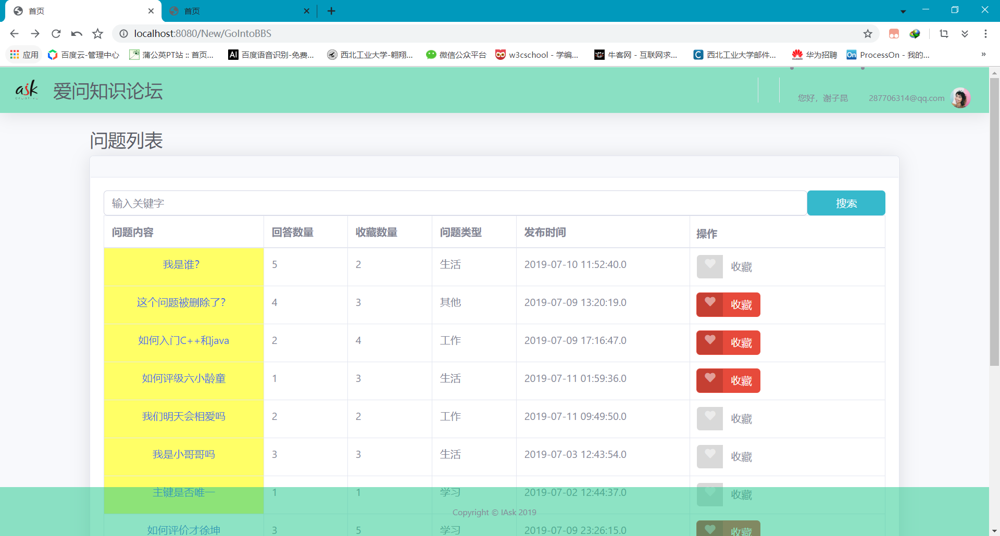 首页
首页
localhost:8080/New/GoIntoBBS
应用
百度云-管理中心
蒲公英PT站 :: 首页...
AI
百度语音识别-免费...
西北工业大学-翱翔...
微信公众平台
w3cschool - 学编...
牛客网 - 互联网求...
西北工业大学邮件...
华为招聘
On
ProcessOn - 我的...
»
ask
creative
爱问知识论坛
您好，谢子昆
287706314@qq.com
问题列表
输入关键字
搜索
问题内容 回答数量 收藏数量 问题类型 发布时间 操作
我是谁? 5 2 生活 2019-07-10 11:52:40.0 收藏
这个问题被删除了? 4 3 其他 2019-07-09 13:20:19.0 收藏
如何入门C++和java 2 4 工作 2019-07-09 17:16:47.0 收藏
如何评级六小龄童 1 3 生活 2019-07-11 01:59:36.0 收藏
我们明天会相爱吗 2 2 工作 2019-07-11 09:49:50.0 收藏
我是小哥哥吗 3 3 生活 2019-07-03 12:43:54.0 收藏
主键是否唯一 1 1 学习 2019-07-02 12:44:37.0 收藏
Copyright © IAsk 2019
如何评价才徐坤 3 5 学习 2019-07-09 23:26:15.0 收藏